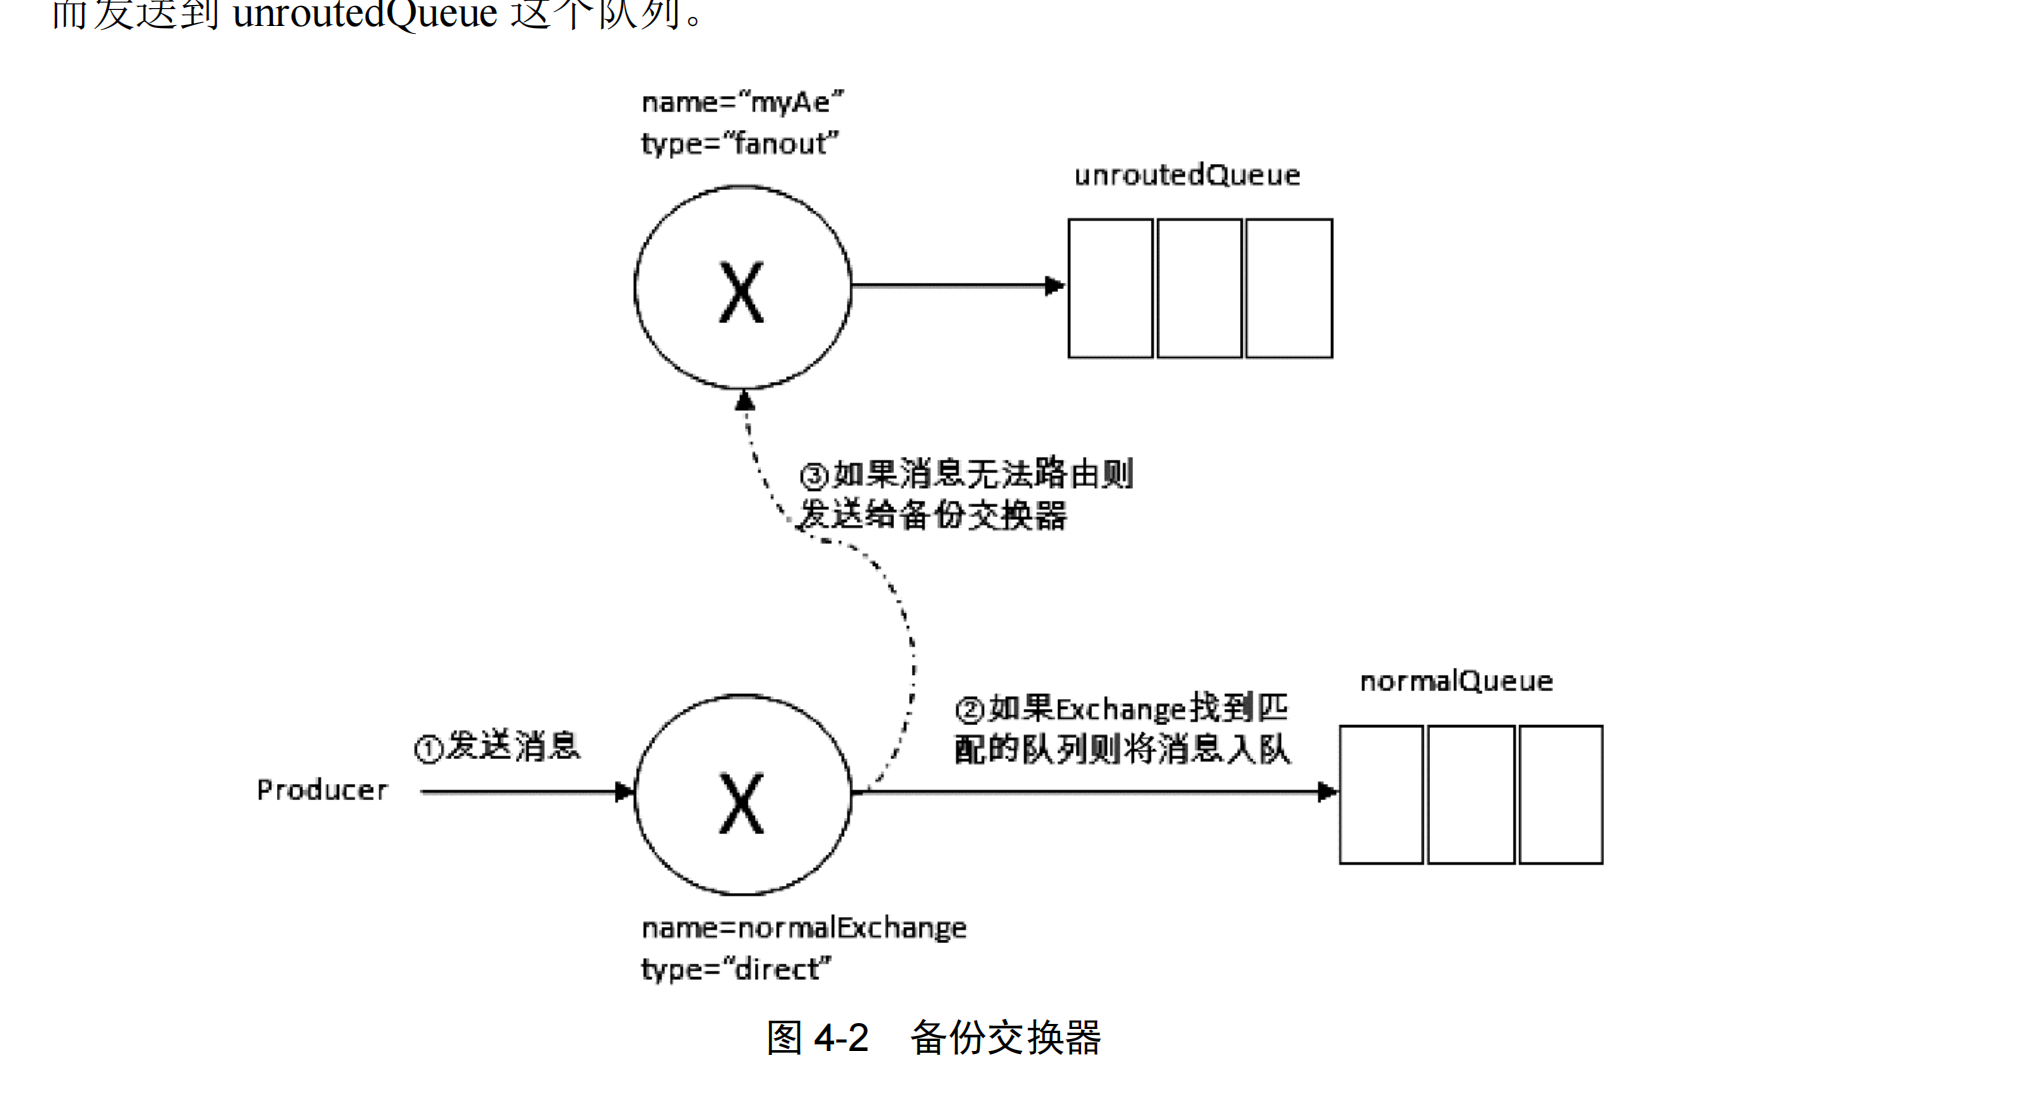 而发送到 unroutedQueue 这个队列。
name=“myAe”
type=“fanout”
unroutedQueue
X
③如果消息无法路由则
发送给备份交换器
normalQueue
②如果Exchange找到匹
配的队列则将消息入队
①发送消息
Producer
X
name=normalExchange
type=“direct”
图 4-2 备份交换器